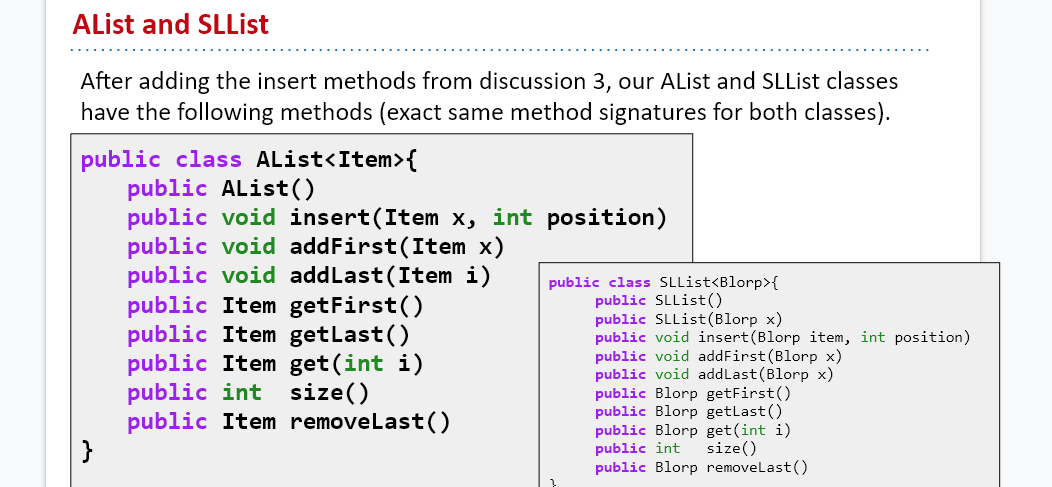 AList and SLList
After adding the insert methods from discussion 3, our AList and SLList classes
have the following methods (exact same method signatures for both classes).
public class AList<Item>{
public AList()
public void insert(Item x, int position)
public void addFirst(Item x)
public void addLast(Item i)
public Item getFirst()
public Item getLast()
public Item get(int i)
public int  size()
public Item removeLast()
}
public class SLList<Blorp>{
public SLList()
public SLList(Blorp x)
public void insert(Blorp item, int position)
public void addFirst(Blorp x)
public void addLast(Blorp x)
public Blorp getFirst()
public Blorp getLast()
public Blorp get(int i)
public int   size()
public Blorp removeLast()
}